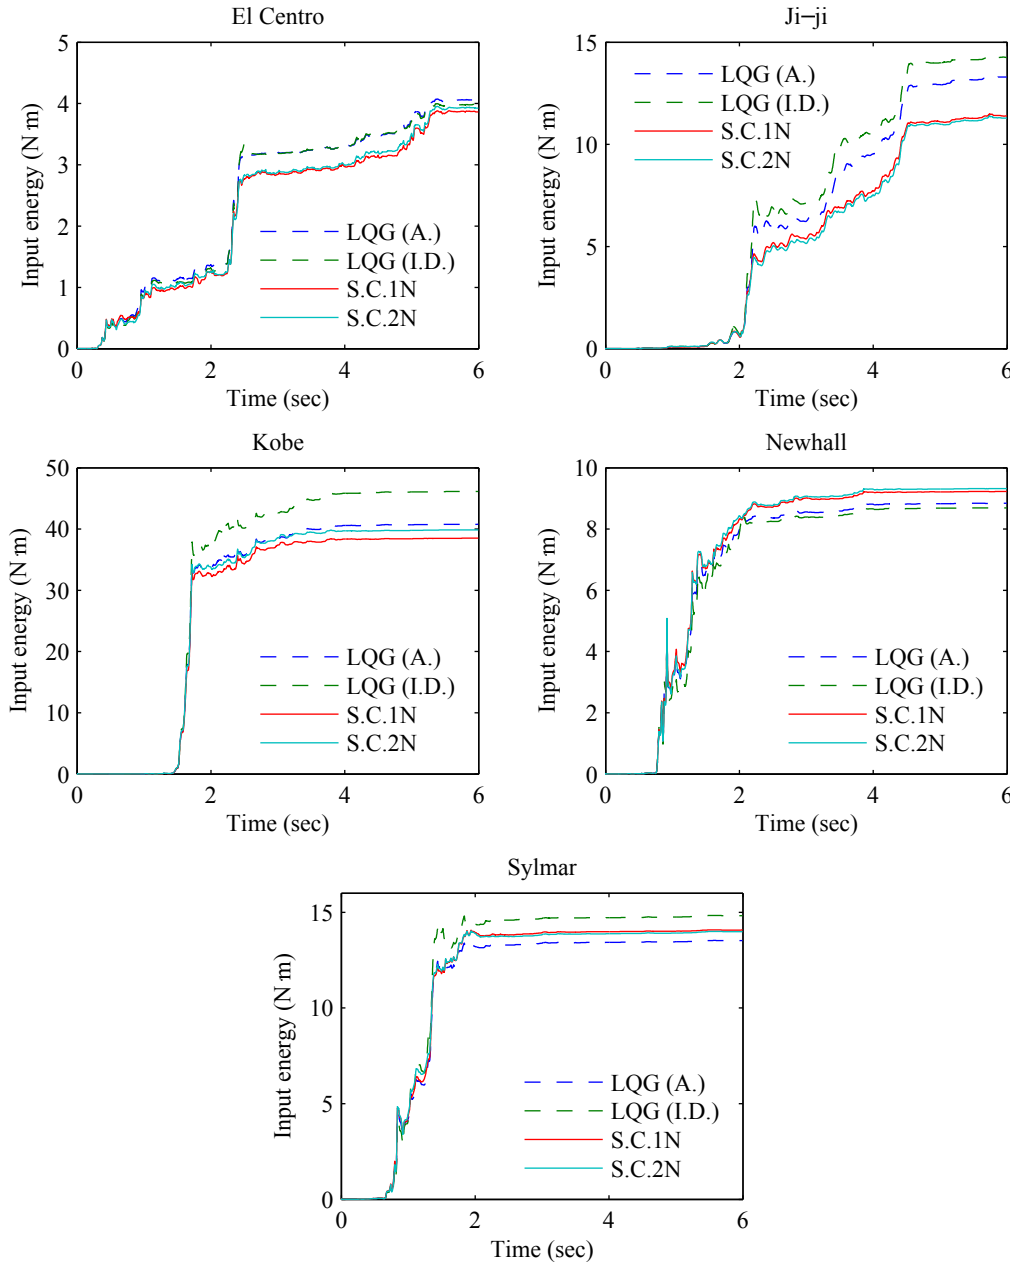 El Centro
Input energy (N·m)
5
4
3
2
1
0
LQG (A.)
LQG (I.D.)
S.C.1N
S.C.2N
0 2 4 6
Time (sec)
Ji–ji
Input energy (N·m)
15
10
5
0
LQG (A.)
LQG (I.D.)
S.C.1N
S.C.2N
0 2 4 6
Time (sec)
Kobe
Input energy (N·m)
50
40
30
20
10
0
LQG (A.)
LQG (I.D.)
S.C.1N
S.C.2N
0 2 4 6
Time (sec)
Newhall
Input energy (N·m)
10
8
6
4
2
0
LQG (A.)
LQG (I.D.)
S.C.1N
S.C.2N
0 2 4 6
Time (sec)
Sylmar
Input energy (N·m)
15
10
5
0
LQG (A.)
LQG (I.D.)
S.C.1N
S.C.2N
0 2 4 6
Time (sec)